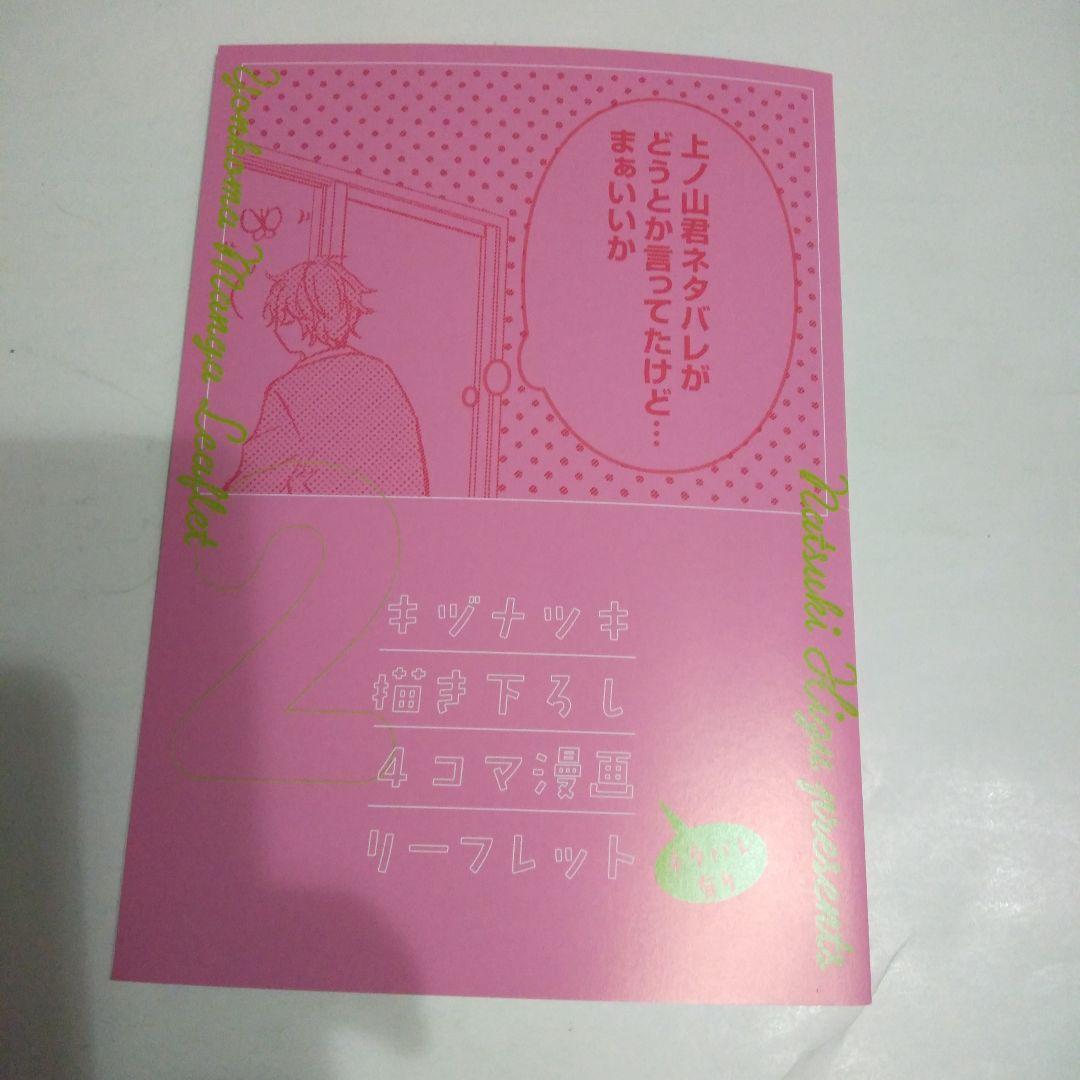 上ノ山君ネタバレが
どうとか言ってたけど…
まぁいいか
Yonkoma Manga Leaflet
2
キヅナツキ
描き下ろし
4コマ漫画
リーフレット
Natsuki Kizu presents